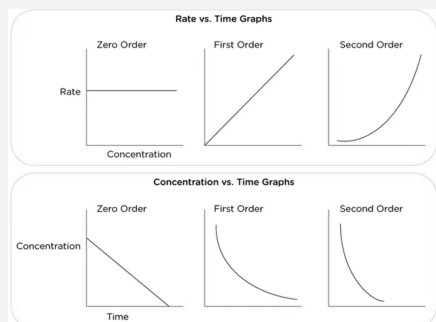 Rate vs. Time Graphs
Zero Order First Order Second Order
Rate
Concentration
Concentration vs. Time Graphs
Zero Order First Order Second Order
Concentration
Time